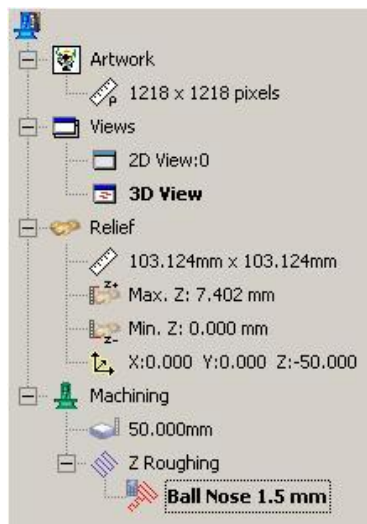 Artwork
1218 x 1218 pixels
Views
2D View:0
3D View
Relief
103.124mm x 103.124mm
Z+
Max. Z: 7.402 mm
Z-
Min. Z: 0.000 mm
X:0.000 Y:0.000 Z:-50.000
Machining
50.000mm
Z Roughing
Ball Nose 1.5 mm